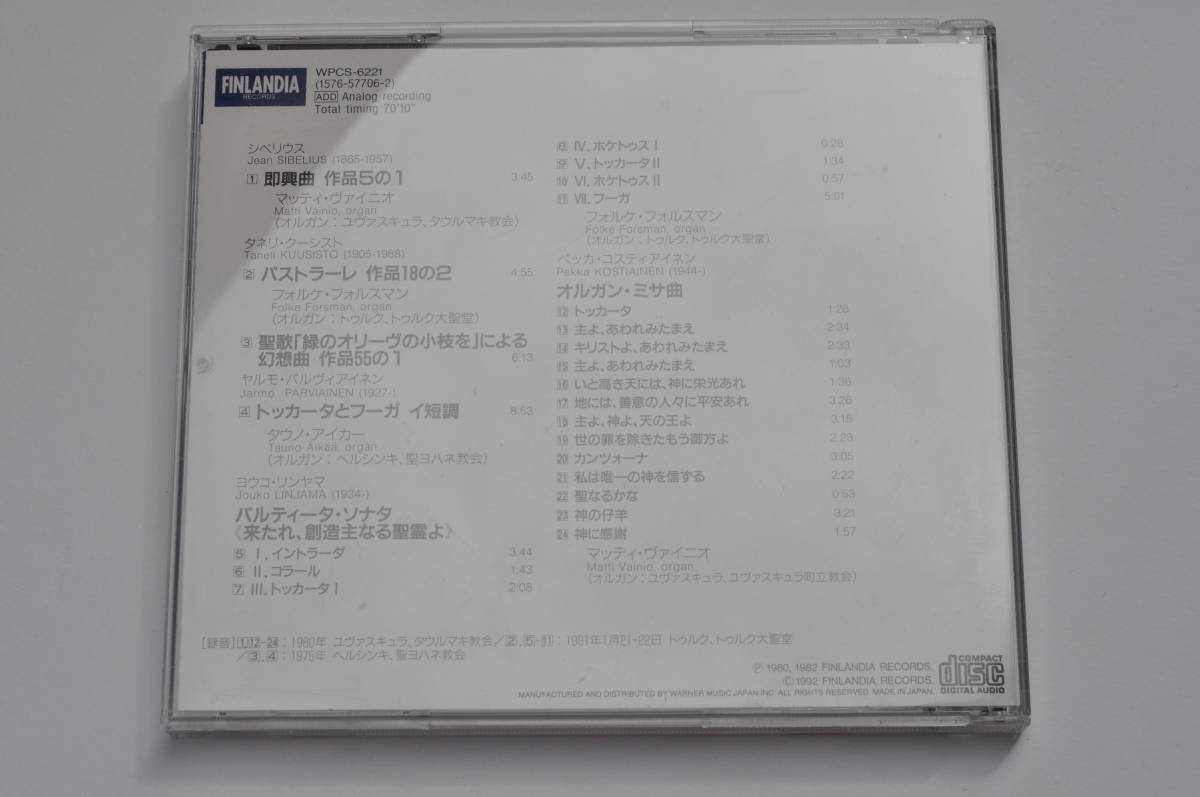 FINLANDIA
RECORDS
WPCS-6221
(1576-57706-2)
ADD Analog recording
Total timing 70'10"
シベリウス
Jean SIBELIUS (1865-1957)
1 即興曲 作品5の1 3:45
マッティ・ヴァイニオ
Matti Vainio, organ
(オルガン：ユヴァスキュラ、タウルマキ教会)
タネリ・クーシスト
Taneli KUUSISTO (1905-1988)
2 パストラーレ 作品18の2 4:55
フォルケ・フォルスマン
Folke Forsman, organ
(オルガン：トゥルク、トゥルク大聖堂)
3 聖歌「緑のオリーヴの小枝を」による
幻想曲 作品55の1 6:13
ヤルモ・パルヴィアイネン
Jarmo PARVIAINEN (1927-)
4 トッカータとフーガ イ短調 8:53
タウノ・アイカー
Tauno Äikää, organ
(オルガン：ヘルシンキ、聖ヨハネ教会)
ヨウコ・リンヤマ
Jouko LINJAMA (1934-)
パルティータ・ソナタ
《来たれ、創造主なる聖霊よ》
5 I. イントラーダ 3:44
6 II. コラール 1:43
7 III. トッカータ I 2:08
8 IV. ホケトゥス I 0:28
9 V. トッカータ II 1:34
10 VI. ホケトゥス II 0:57
11 VII. フーガ 5:01
フォルケ・フォルスマン
Folke Forsman, organ
(オルガン：トゥルク、トゥルク大聖堂)
ペッカ・コスティアイネン
Pekka KOSTIAINEN (1944-)
オルガン・ミサ曲
12 トッカータ 1:28
13 主よ、あわれみたまえ 2:34
14 キリストよ、あわれみたまえ 2:33
15 主よ、あわれみたまえ 1:03
16 いと高き天には、神に栄光あれ 1:36
17 地には、善意の人々に平安あれ 3:26
18 主よ、神よ、天の王よ 3:15
19 世の罪を除きたもう御方よ 2:23
20 カンツォーナ 3:05
21 私は唯一の神を信ずる 2:22
22 聖なるかな 0:53
23 神の仔羊 3:21
24 神に感謝 1:57
マッティ・ヴァイニオ
Matti Vainio, organ
(オルガン：ユヴァスキュラ、ユヴァスキュラ町立教会)
[録音] 1, 12-24：1980年 ユヴァスキュラ、タウルマキ教会／2, 5-11：1981年1月21-22日 トゥルク、トゥルク大聖堂
／3, 4：1975年 ヘルシンキ、聖ヨハネ教会
℗ 1980, 1982 FINLANDIA RECORDS.
© 1992 FINLANDIA RECORDS.
MANUFACTURED AND DISTRIBUTED BY WARNER MUSIC JAPAN INC. ALL RIGHTS RESERVED. MADE IN JAPAN.
COMPACT
disc
DIGITAL AUDIO